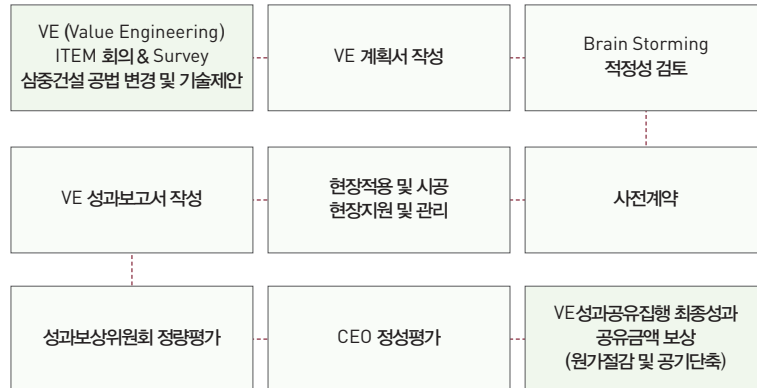 VE (Value Engineering)
ITEM 회의 & Survey
삼중건설 공법 변경 및 기술제안
VE 계획서 작성
Brain Storming
적정성 검토
VE 성과보고서 작성
현장적용 및 시공
현장지원 및 관리
사전계약
성과보상위원회 정량평가
CEO 정성평가
VE성과공유집행 최종성과
공유금액 보상
(원가절감 및 공기단축)